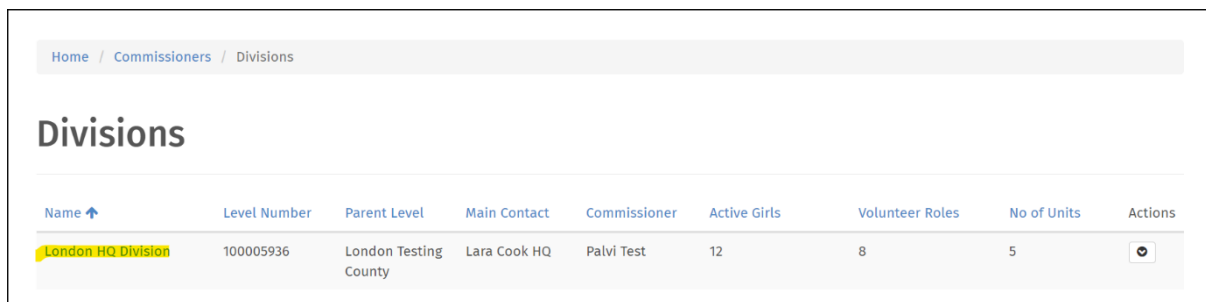 Home / Commissioners / Divisions
Divisions
Name Level Number Parent Level Main Contact Commissioner Active Girls Volunteer Roles No of Units Actions
London HQ Division 100005936 London Testing Lara Cook HQ Palvi Test 12 8 5
County